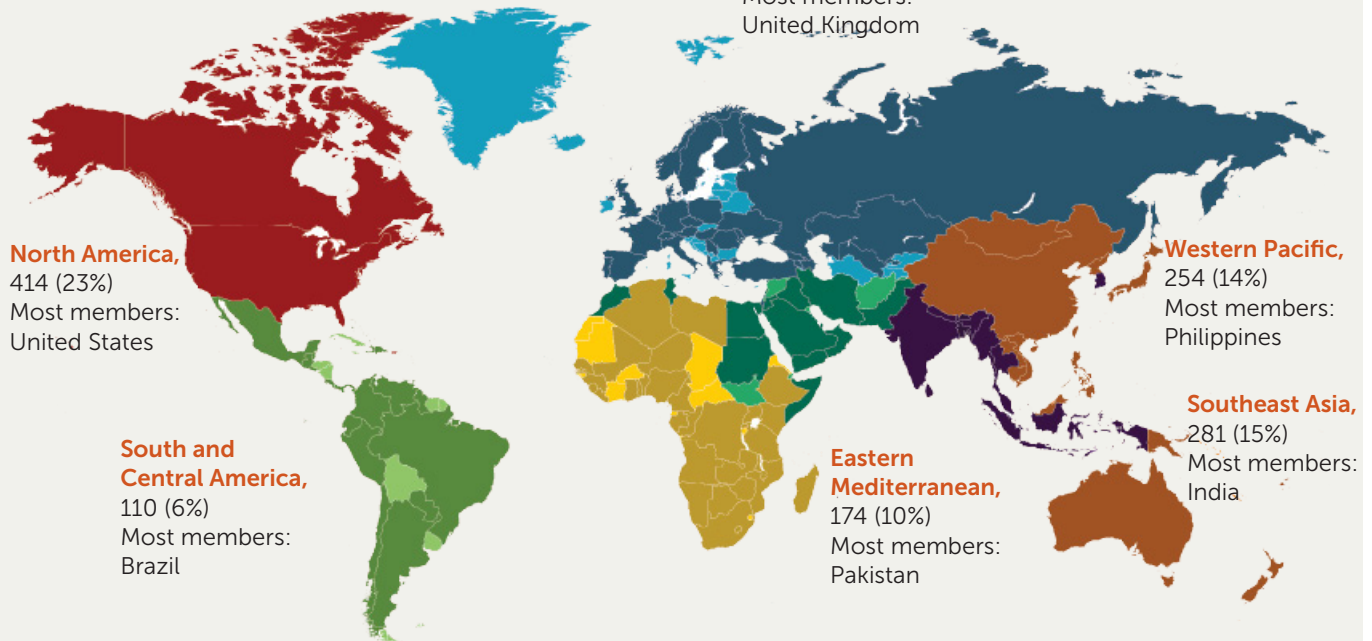 Most members:
United Kingdom
North America,
414 (23%)
Most members:
United States
Western Pacific,
254 (14%)
Most members:
Philippines
Southeast Asia,
281 (15%)
Most members:
India
South and
Central America,
110 (6%)
Most members:
Brazil
Eastern
Mediterranean,
174 (10%)
Most members:
Pakistan